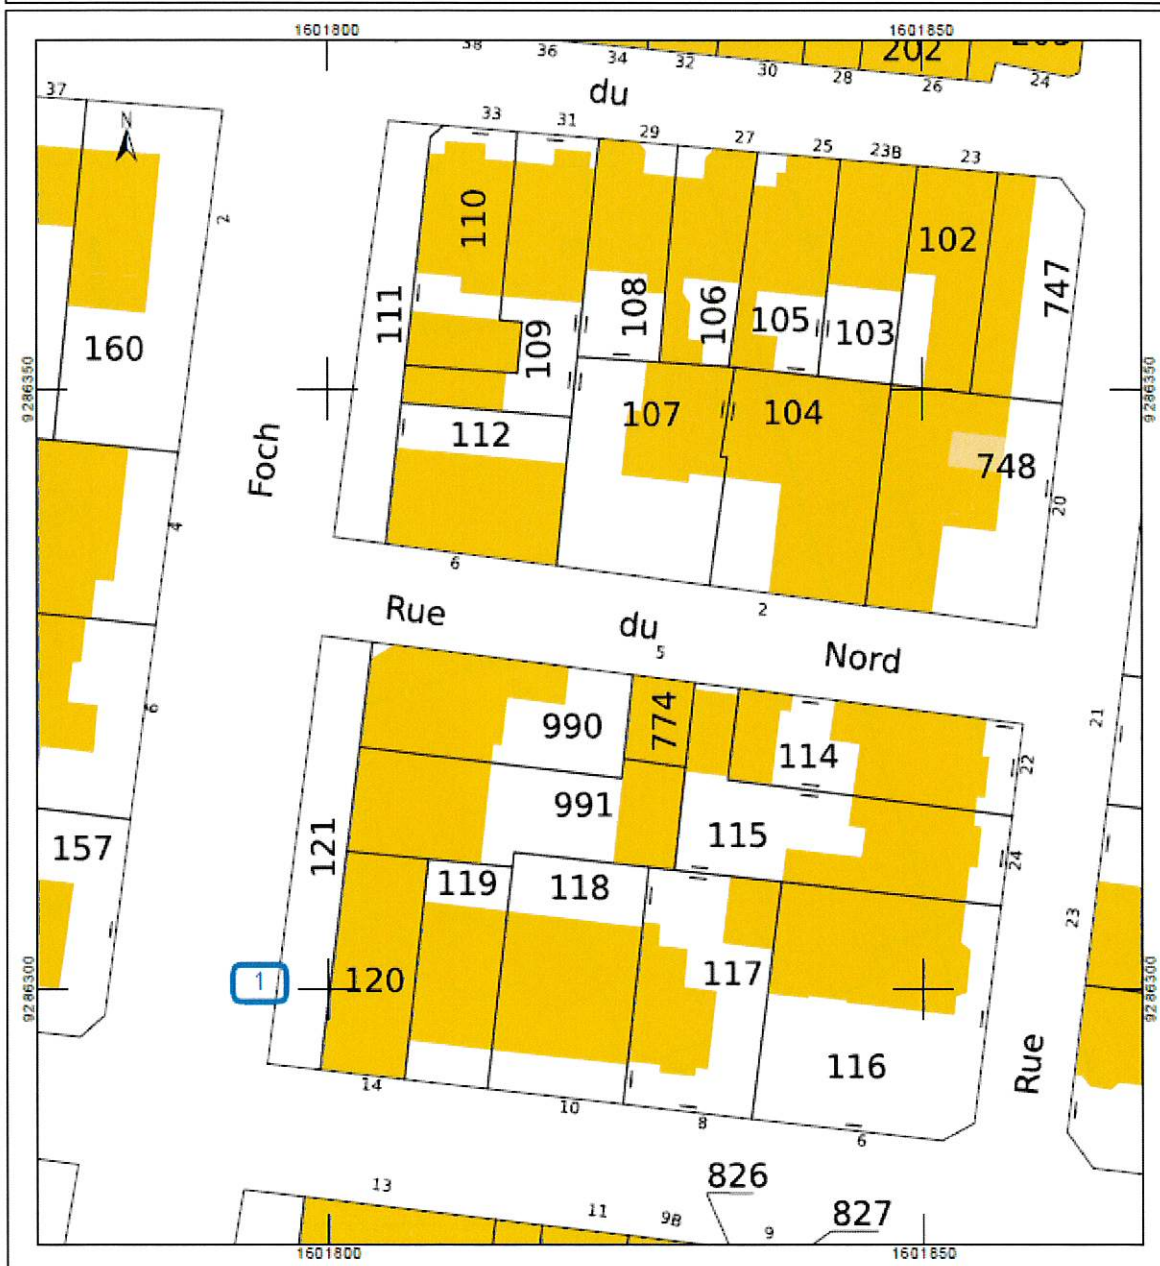 1601800 1601850
38 36 34 32 30 28 202 26 203 24
37 N du
33 31 29 27 25 23B 23
2 110 102
111 109 108 106 105 103 747
160
9286350 9286350
107 104
Foch 112 748
4 20
6 2
Rue du Nord
5
6 990 774 114 21
22
991 115
121 24
157 119 118
23
120 117
9286300 1 9286300
116 Rue
14 10 8 6
13 826
11 9B 9 827
1601800 1601850